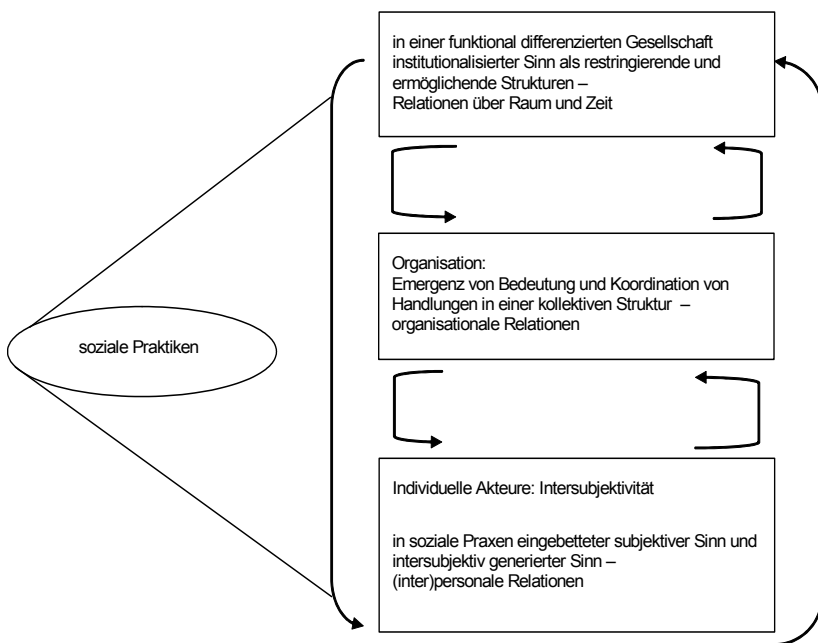 in einer funktional differenzierten Gesellschaft
institutionalisierter Sinn als restringierende und
ermöglichende Strukturen –
Relationen über Raum und Zeit
Organisation:
Emergenz von Bedeutung und Koordination von
Handlungen in einer kollektiven Struktur –
organisationale Relationen
soziale Praktiken
Individuelle Akteure: Intersubjektivität
in soziale Praxen eingebetteter subjektiver Sinn und
intersubjektiv generierter Sinn –
(inter)personale Relationen